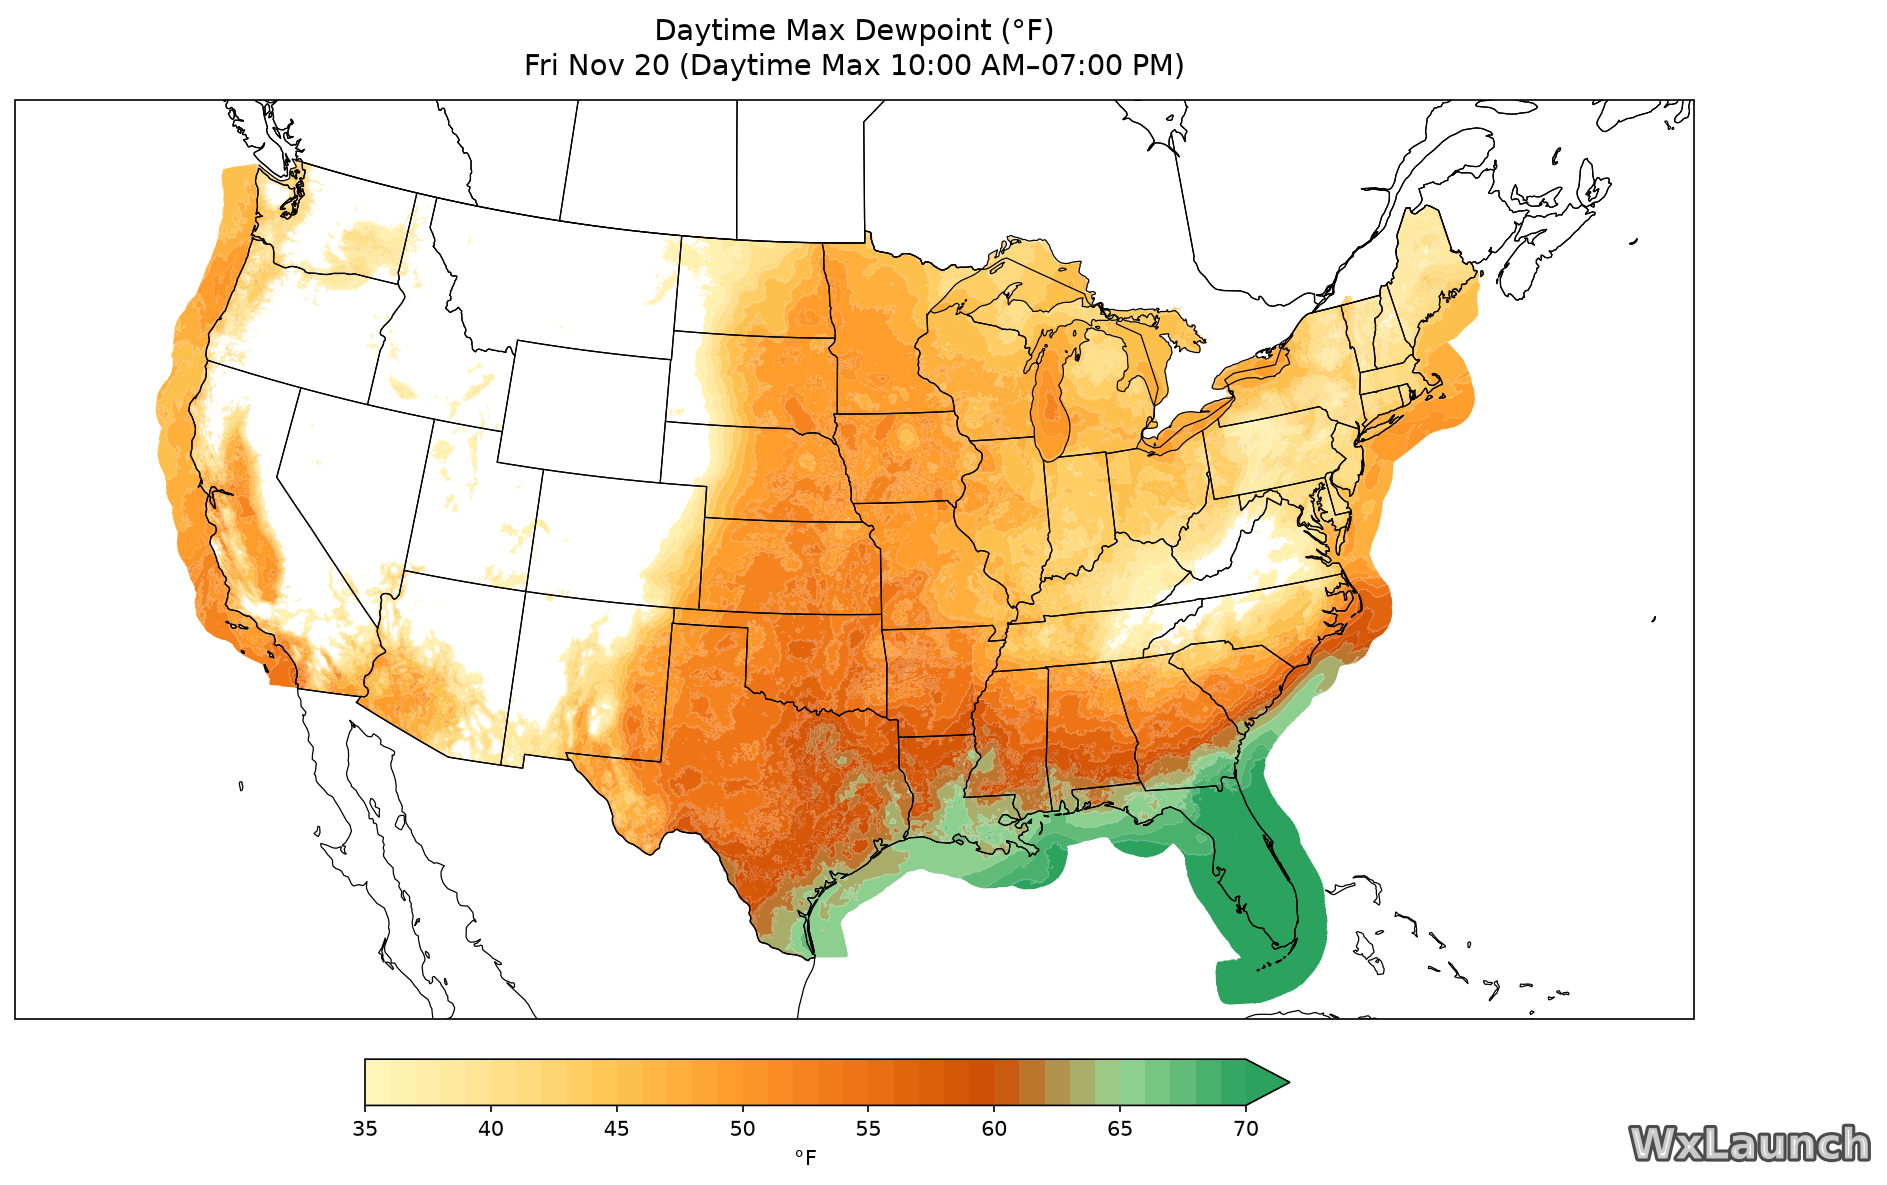 Daytime Max Dewpoint (°F)
Fri Nov 20 (Daytime Max 10:00 AM–07:00 PM)
35 40 45 50 55 60 65 70
°F
WxLaunch